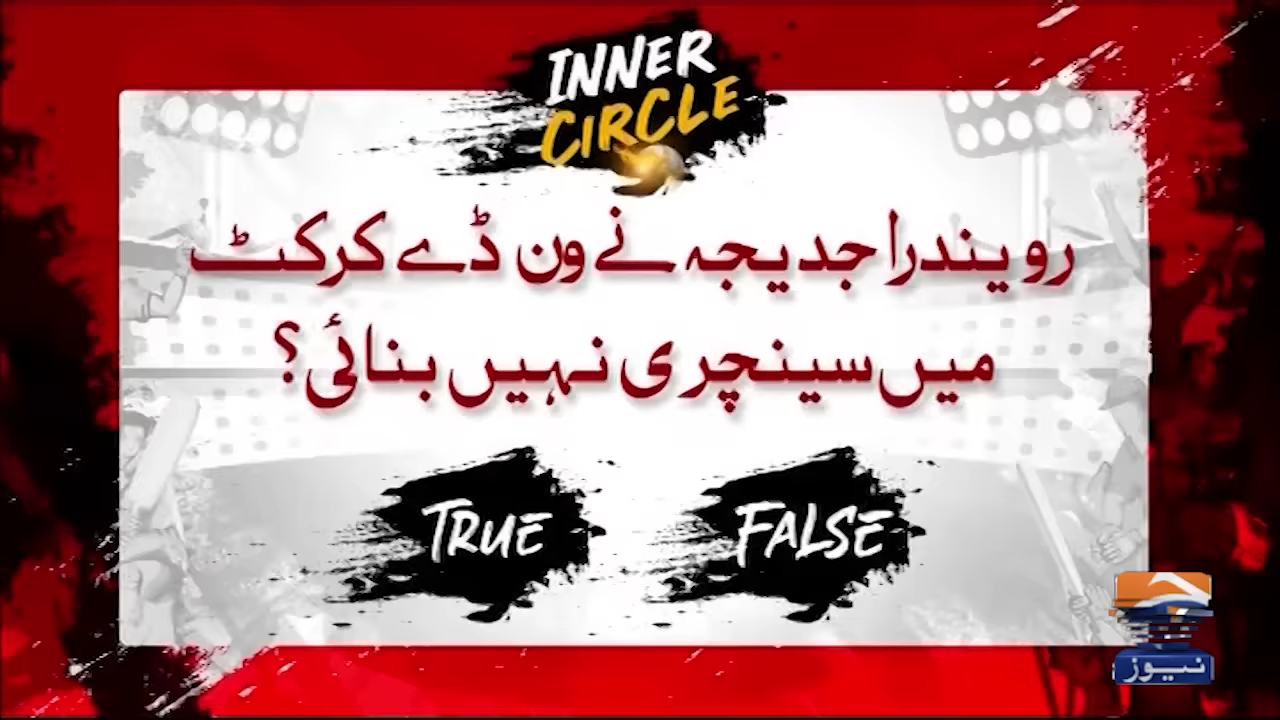 INNER
CIRCLE
رویندرا جدیجہ نے ون ڈے کرکٹ
میں سینچری نہیں بنائی؟
TRUE
FALSE
نیوز